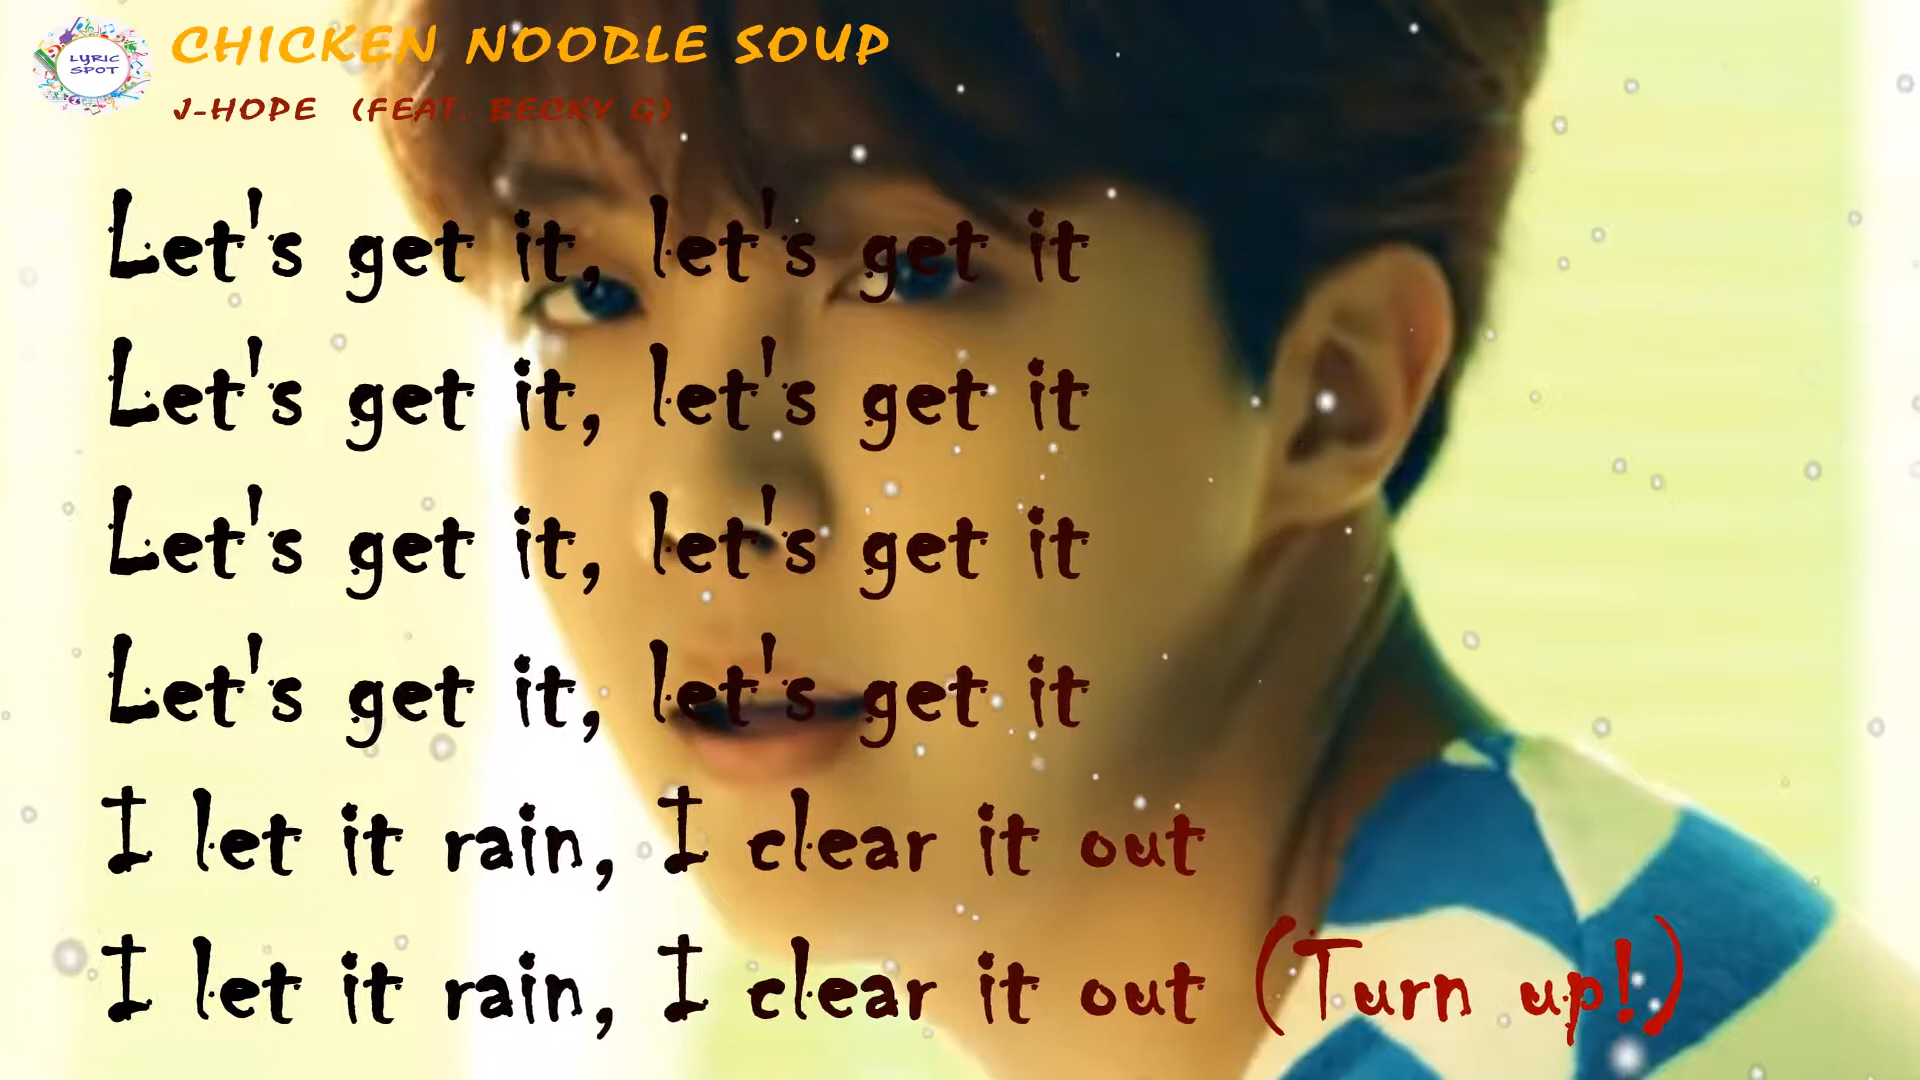 LYRIC
SPOT
CHICKEN NOODLE SOUP
J-HOPE (FEAT. BECKY G)
Let's get it, let's get it
Let's get it, let's get it
Let's get it, let's get it
Let's get it, let's get it
I let it rain, I clear it out
I let it rain, I clear it out (Turn up!)